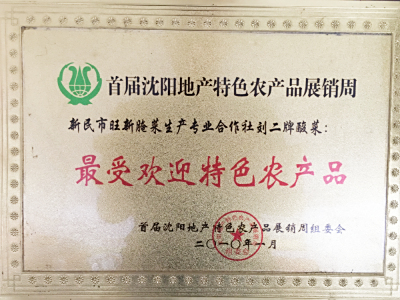 首届沈阳地产特色农产品展销周
新民市旺新腌菜生产专业合作社刘二牌酸菜：
最受欢迎特色农产品
首届沈阳地产特色农产品展销周组委会
二〇一〇年一月